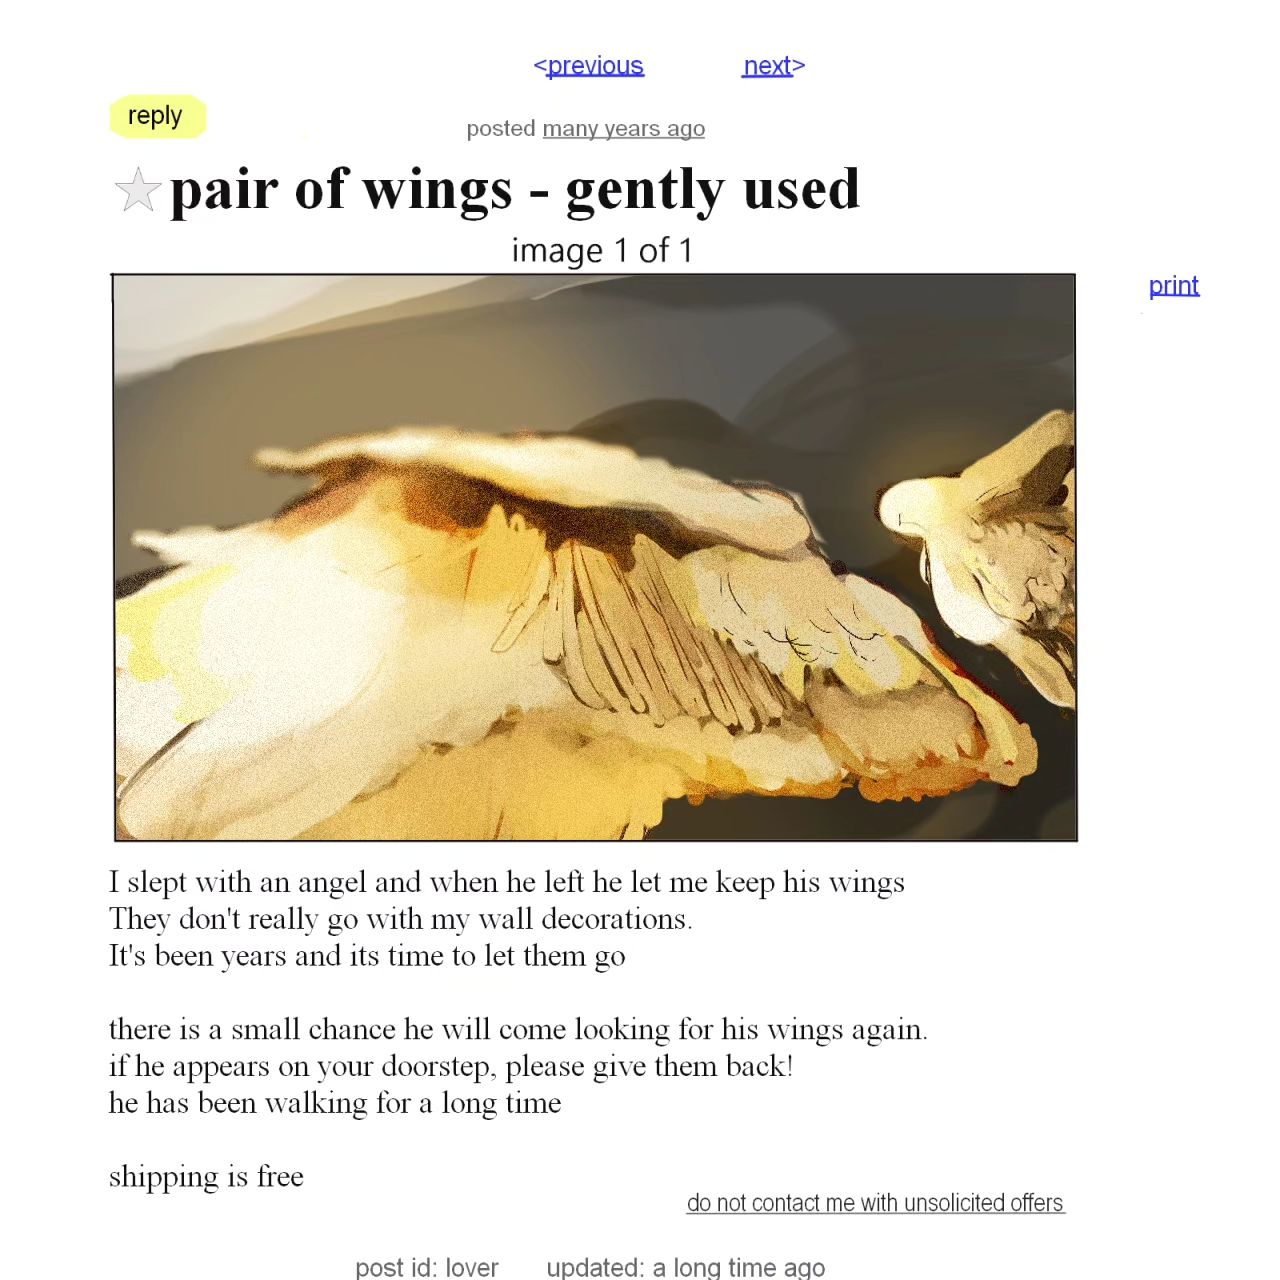 <previous next>
reply
posted many years ago
pair of wings - gently used
image 1 of 1
print
I slept with an angel and when he left he let me keep his wings
They don't really go with my wall decorations.
It's been years and its time to let them go
there is a small chance he will come looking for his wings again.
if he appears on your doorstep, please give them back!
he has been walking for a long time
shipping is free
do not contact me with unsolicited offers
post id: lover updated: a long time ago